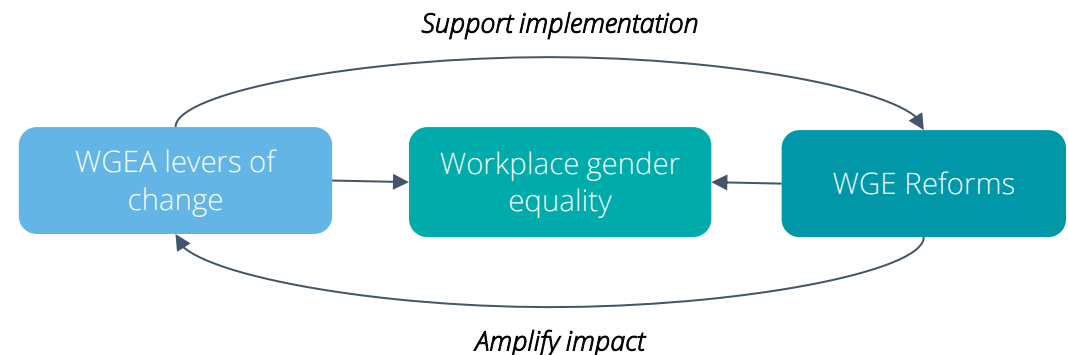 Support implementation
WGEA levers of
change
Workplace gender
equality
WGE Reforms
Amplify impact